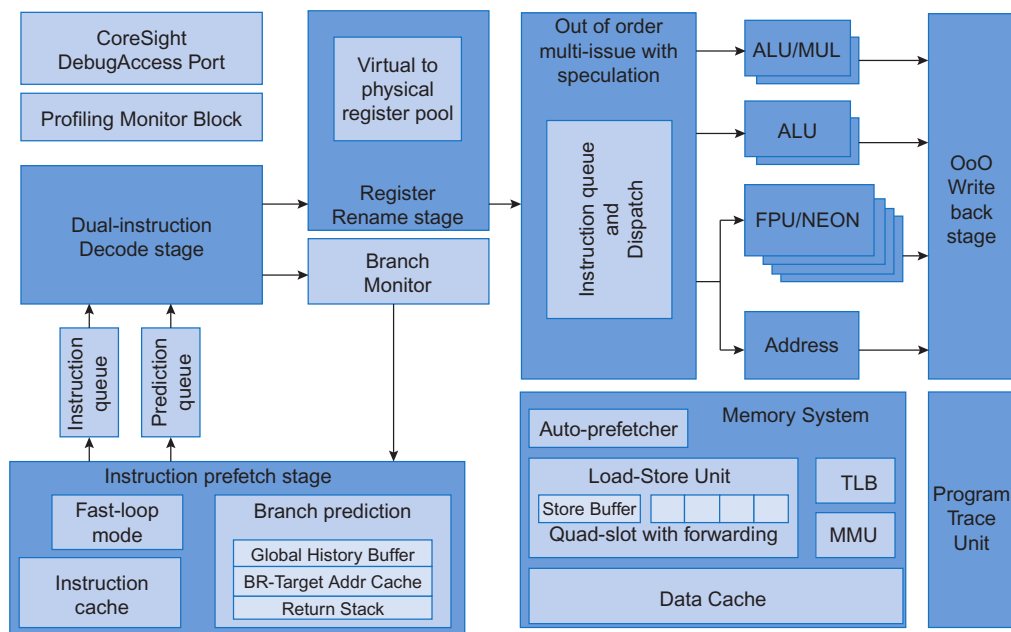 CoreSight
DebugAccess Port
Profiling Monitor Block
Dual-instruction
Decode stage
Virtual to
physical
register pool
Register
Rename stage
Branch
Monitor
Instruction
queue
Prediction
queue
Instruction prefetch stage
Fast-loop
mode
Instruction
cache
Branch prediction
Global History Buffer
BR-Target Addr Cache
Return Stack
Out of order
multi-issue with
speculation
Instruction queue
and
Dispatch
ALU/MUL
ALU
FPU/NEON
Address
OoO
Write
back
stage
Memory System
Auto-prefetcher
Load-Store Unit
Store Buffer
Quad-slot with forwarding
TLB
MMU
Data Cache
Program
Trace
Unit